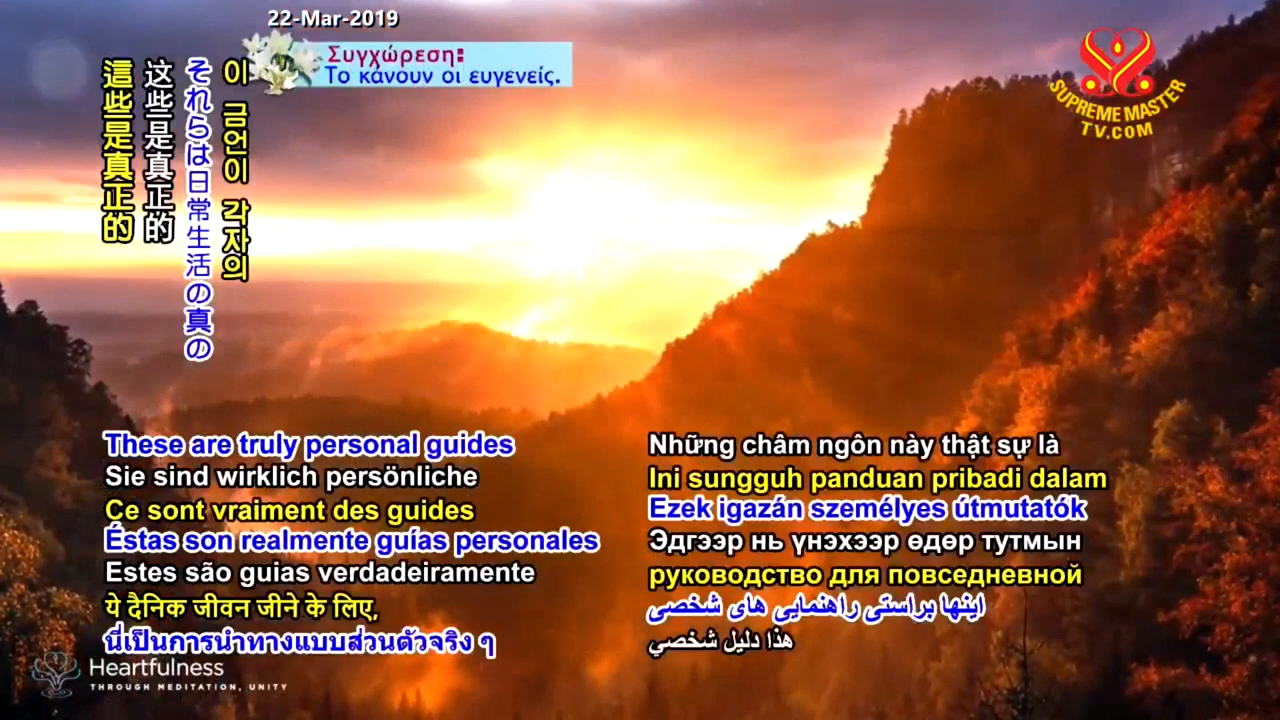 22-Mar-2019
Συγχώρεση:
Το κάνουν οι ευγενείς.
SUPREME MASTER
TV.COM
이 금언이 각자의
それらは日常生活の真の
这些是真正的
這些是真正的
These are truly personal guides
Sie sind wirklich persönliche
Ce sont vraiment des guides
Éstas son realmente guías personales
Estes são guias verdadeiramente
ये दैनिक जीवन जीने के लिए,
นี่เป็นการนำทางแบบส่วนตัวจริง ๆ
Những châm ngôn này thật sự là
Ini sungguh panduan pribadi dalam
Ezek igazán személyes útmutatók
Эдгээр нь үнэхээр өдөр тутмын
руководство для повседневной
اینها براستی راهنمایی های شخصی
هذا دليل شخصي
Heartfulness
THROUGH MEDITATION, UNITY